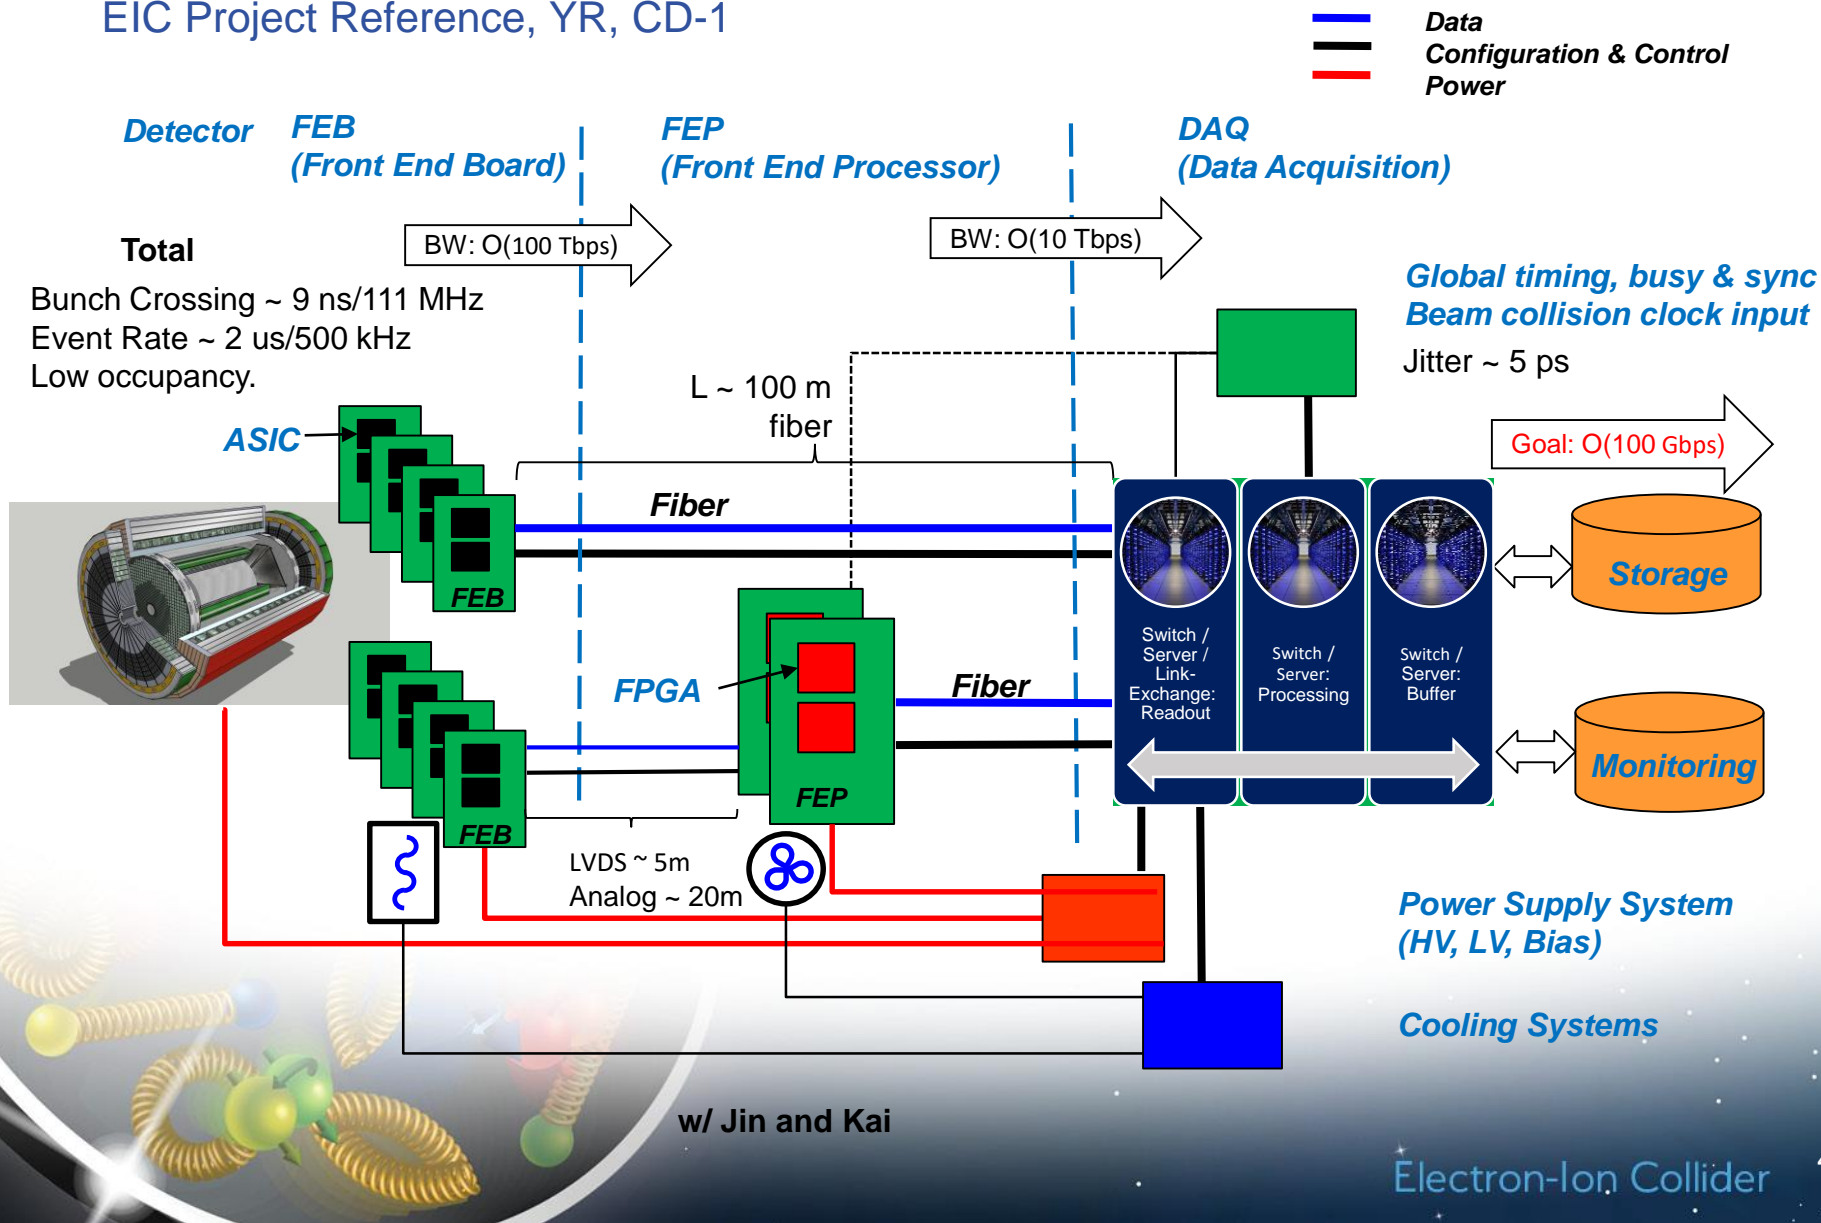 EIC Project Reference, YR, CD-1
Data
Configuration & Control
Power
Detector
FEB
(Front End Board)
FEP
(Front End Processor)
DAQ
(Data Acquisition)
BW: O(100 Tbps)
BW: O(10 Tbps)
Total
Bunch Crossing ~ 9 ns/111 MHz
Event Rate ~ 2 us/500 kHz
Low occupancy.
Global timing, busy & sync
Beam collision clock input
Jitter ~ 5 ps
L ~ 100 m
fiber
ASIC
Goal: O(100 Gbps)
Fiber
FEB
Storage
Switch /
Server /
Link-
Exchange:
Readout
Switch /
Server:
Processing
Switch /
Server:
Buffer
FPGA
Fiber
Monitoring
FEP
FEB
LVDS ~ 5m
Analog ~ 20m
Power Supply System
(HV, LV, Bias)
Cooling Systems
w/ Jin and Kai
Electron-Ion Collider